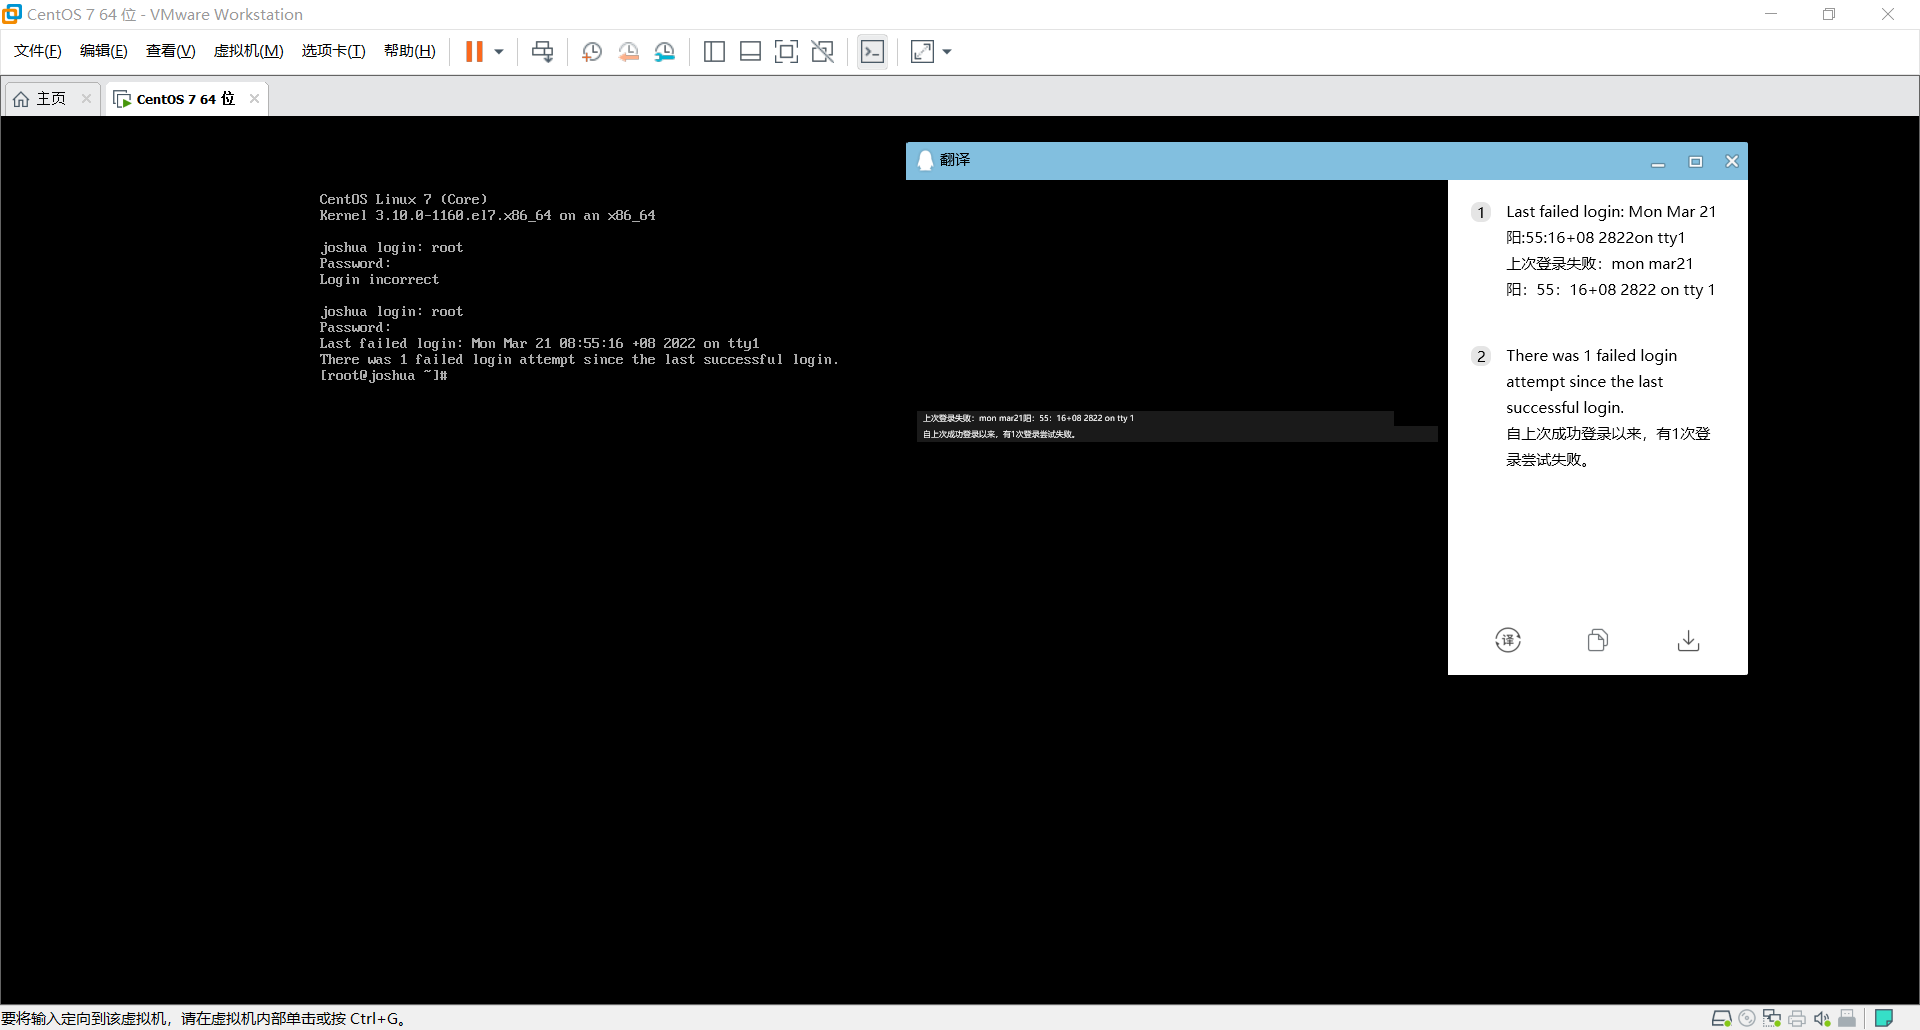 CentOS 7 64 位 - VMware Workstation
文件(F) 编辑(E) 查看(V) 虚拟机(M) 选项卡(T) 帮助(H)
主页 CentOS 7 64 位
CentOS Linux 7 (Core)
Kernel 3.10.0-1160.el7.x86_64 on an x86_64
joshua login: root
Password:
Login incorrect
joshua login: root
Password:
Last failed login: Mon Mar 21 08:55:16 +08 2022 on tty1
There was 1 failed login attempt since the last successful login.
[root@joshua ~]#
翻译
上次登录失败：mon mar21阳：55：16+08 2822 on tty 1
自上次成功登录以来，有1次登录尝试失败。
1 Last failed login: Mon Mar 21
阳:55:16+08 2822on tty1
上次登录失败：mon mar21
阳：55：16+08 2822 on tty 1
2 There was 1 failed login
attempt since the last
successful login.
自上次成功登录以来，有1次登
录尝试失败。
译
要将输入定向到该虚拟机，请在虚拟机内部单击或按 Ctrl+G。